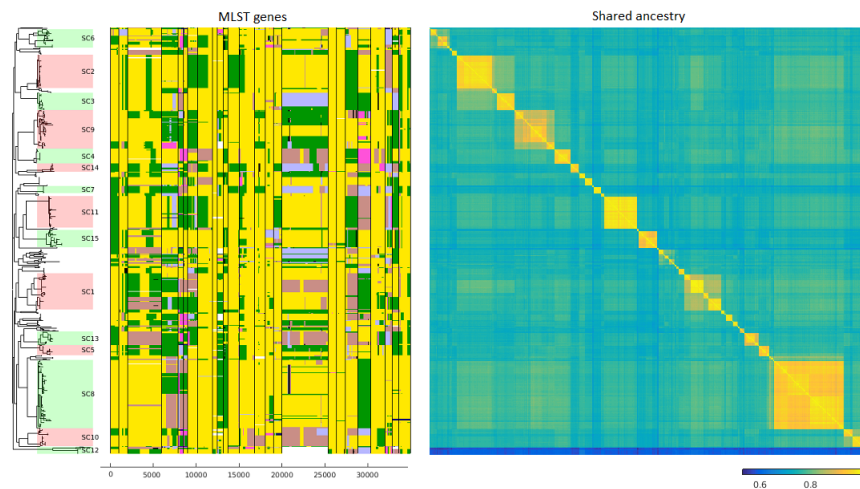 MLST genes
Shared ancestry
SC6
SC2
SC3
SC9
SC4
SC14
SC7
SC11
SC15
SC1
SC13
SC5
SC8
SC10
SC12
0 5000 10000 15000 20000 25000 30000
0.6 0.8 1